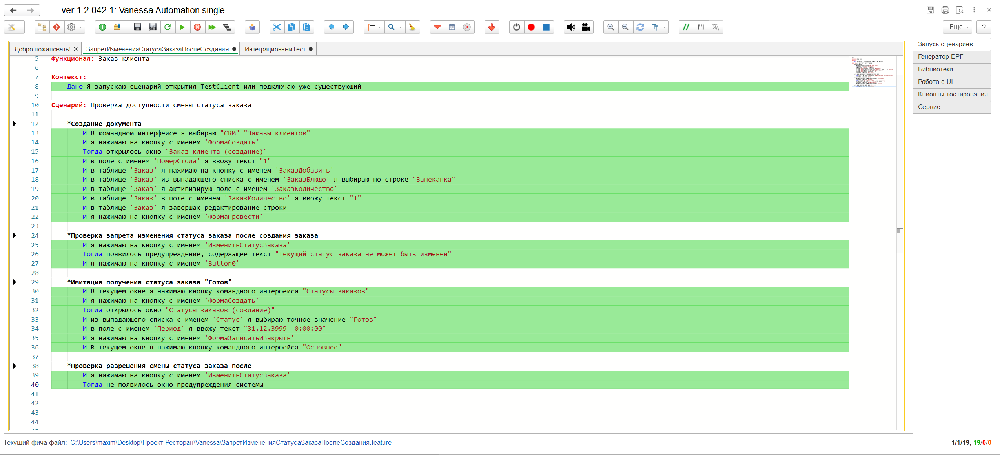 ver 1.2.042.1: Vanessa Automation single
Еще
?
Добро пожаловать!
ЗапретИзмененияСтатусаЗаказаПослеСоздания
ИнтеграционныйТест
Запуск сценариев
Генератор EPF
Библиотеки
Работа с UI
Клиенты тестирования
Сервис
5 Функционал: Заказ клиента
6
7 Контекст:
8 Дано Я запускаю сценарий открытия TestClient или подключаю уже существующий
9
10 Сценарий: Проверка доступности смены статуса заказа
11
12 *Создание документа
13 И В командном интерфейсе я выбираю "CRM" "Заказы клиентов"
14 И я нажимаю на кнопку с именем 'ФормаСоздать'
15 Тогда открылось окно "Заказ клиента (создание)"
16 И в поле с именем 'НомерСтола' я ввожу текст "1"
17 И в таблице 'Заказ' я нажимаю на кнопку с именем 'ЗаказДобавить'
18 И в таблице 'Заказ' из выпадающего списка с именем 'ЗаказБлюдо' я выбираю по строке "Запеканка"
19 И в таблице 'Заказ' я активизирую поле с именем 'ЗаказКоличество'
20 И в таблице 'Заказ' в поле с именем 'ЗаказКоличество' я ввожу текст "1"
21 И в таблице 'Заказ' я завершаю редактирование строки
22 И я нажимаю на кнопку с именем 'ФормаПровести'
23
24 *Проверка запрета изменения статуса заказа после создания заказа
25 И я нажимаю на кнопку с именем 'ИзменитьСтатусЗаказа'
26 Тогда появилось предупреждение, содержащее текст "Текущий статус заказа не может быть изменен"
27 И я нажимаю на кнопку с именем 'Button0'
28
29 *Имитация получения статуса заказа "Готов"
30 И В текущем окне я нажимаю кнопку командного интерфейса "Статусы заказов"
31 И я нажимаю на кнопку с именем 'ФормаСоздать'
32 Тогда открылось окно "Статусы заказов (создание)"
33 И из выпадающего списка с именем 'Статус' я выбираю точное значение "Готов"
34 И в поле с именем 'Период' я ввожу текст "31.12.3999  0:00:00"
35 И я нажимаю на кнопку с именем 'ФормаЗаписатьИЗакрыть'
36 И В текущем окне я нажимаю кнопку командного интерфейса "Основное"
37
38 *Проверка разрешения смены статуса заказа после
39 И я нажимаю на кнопку с именем 'ИзменитьСтатусЗаказа'
40 Тогда не появилось окно предупреждения системы
41
42
43
44
Текущий фича файл: C:\Users\maxim\Desktop\Проект Ресторан\Vanessa\ЗапретИзмененияСтатусаЗаказаПослеСоздания.feature
1/1/19, 19/0/0